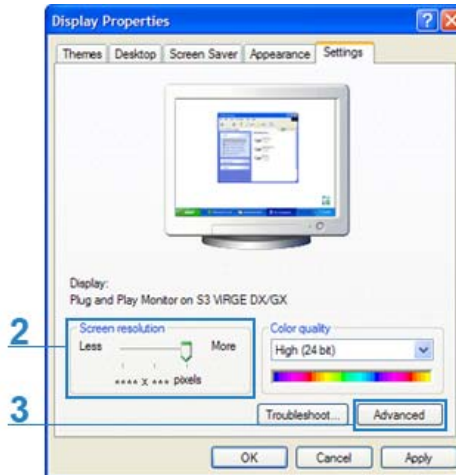 Display Properties
Themes Desktop Screen Saver Appearance Settings
Display:
Plug and Play Monitor on S3 ViRGE DX/GX
Screen resolution
Less More
**** x *** pixels
Color quality
High (24 bit)
2
3
Troubleshoot... Advanced
OK Cancel Apply